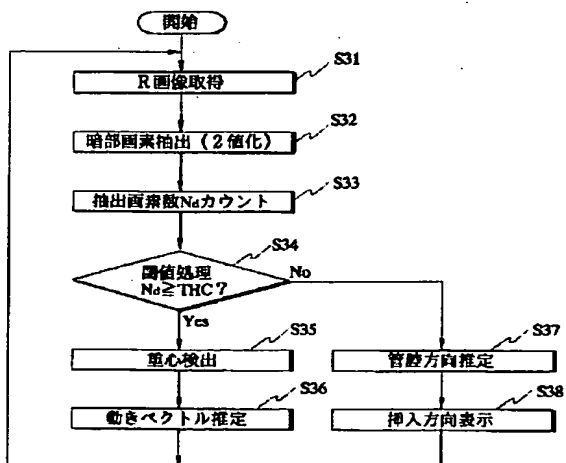 開始
S31
R画像取得
S32
暗部画素抽出(2値化)
S33
抽出画素数Ndカウント
S34
閾値処理
Nd≧THC?
No
Yes
S35
重心検出
S37
管腔方向推定
S36
動きベクトル推定
S38
挿入方向表示